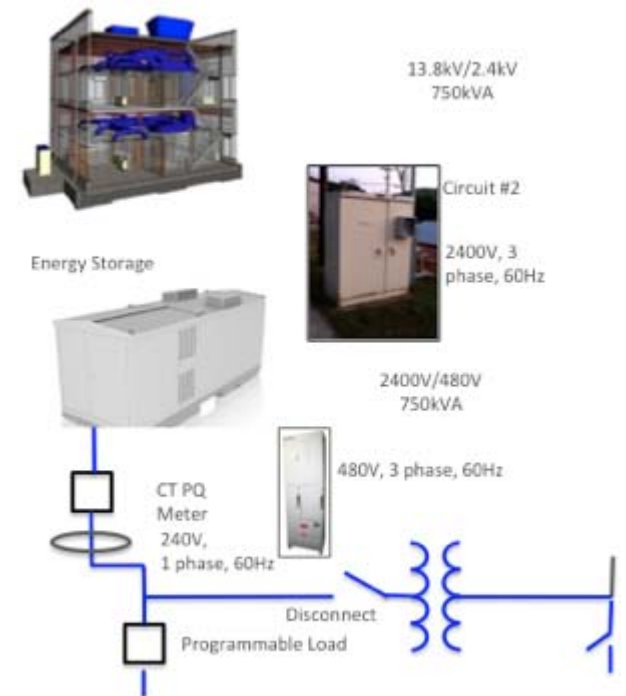 13.8kV/2.4kV
750kVA
Circuit #2
2400V, 3
phase, 60Hz
Energy Storage
2400V/480V
750kVA
480V, 3 phase, 60Hz
CT PQ
Meter
240V,
1 phase, 60Hz
Disconnect
Programmable Load